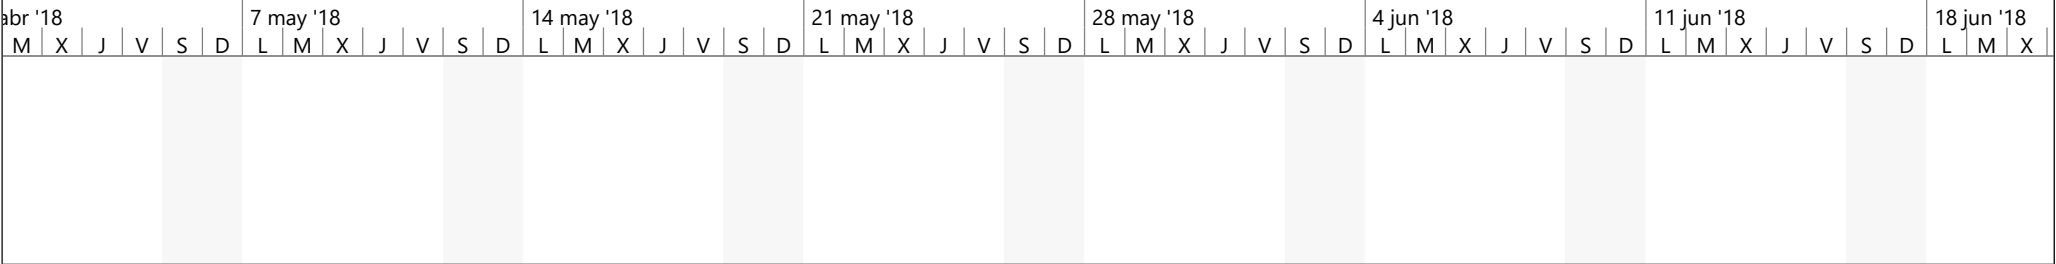 abr '18 7 may '18 14 may '18 21 may '18 28 may '18 4 jun '18 11 jun '18 18 jun '18
M X J V S D L M X J V S D L M X J V S D L M X J V S D L M X J V S D L M X J V S D L M X J V S D L M X